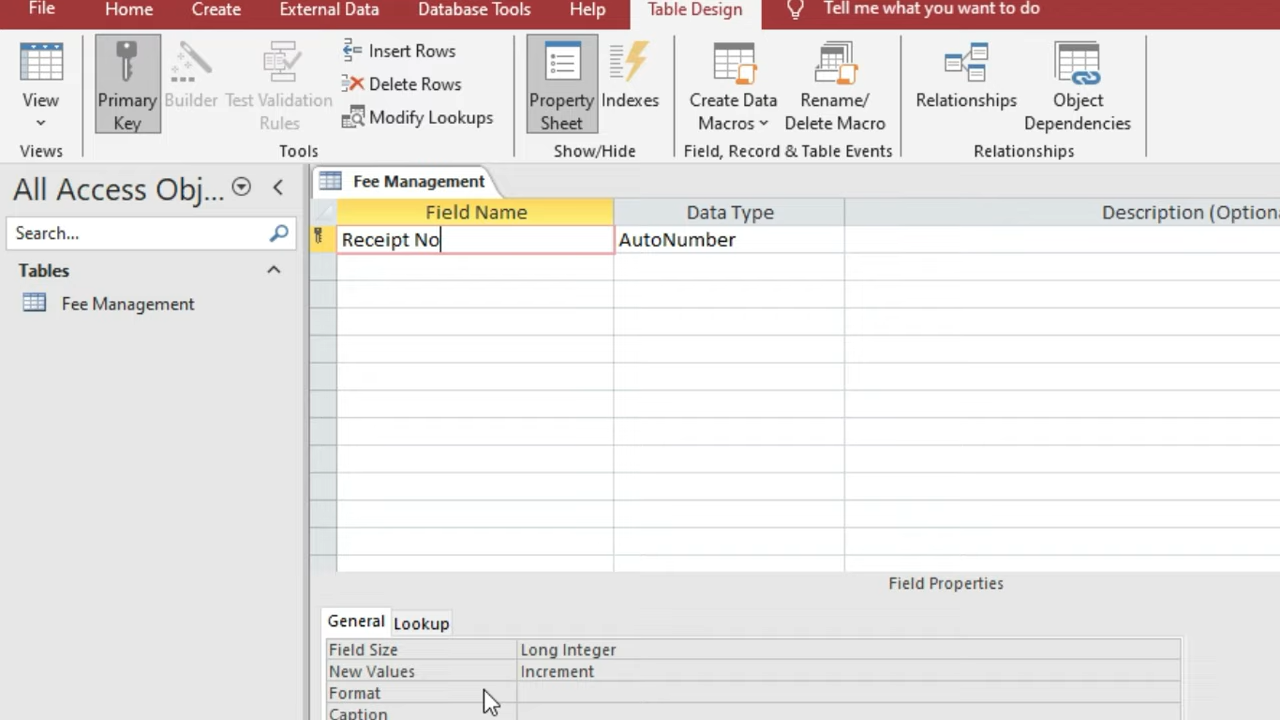 File Home Create External Data Database Tools Help Table Design Tell me what you want to do
View
Views
Primary
Key
Builder
Test Validation
Rules
Insert Rows
Delete Rows
Modify Lookups
Tools
Property
Sheet
Indexes
Show/Hide
Create Data
Macros
Rename/
Delete Macro
Field, Record & Table Events
Relationships
Object
Dependencies
Relationships
All Access Obj...
Search...
Tables
Fee Management
Fee Management
Field Name Data Type Description (Optiona
Receipt No AutoNumber
Field Properties
General Lookup
Field Size Long Integer
New Values Increment
Format
Caption